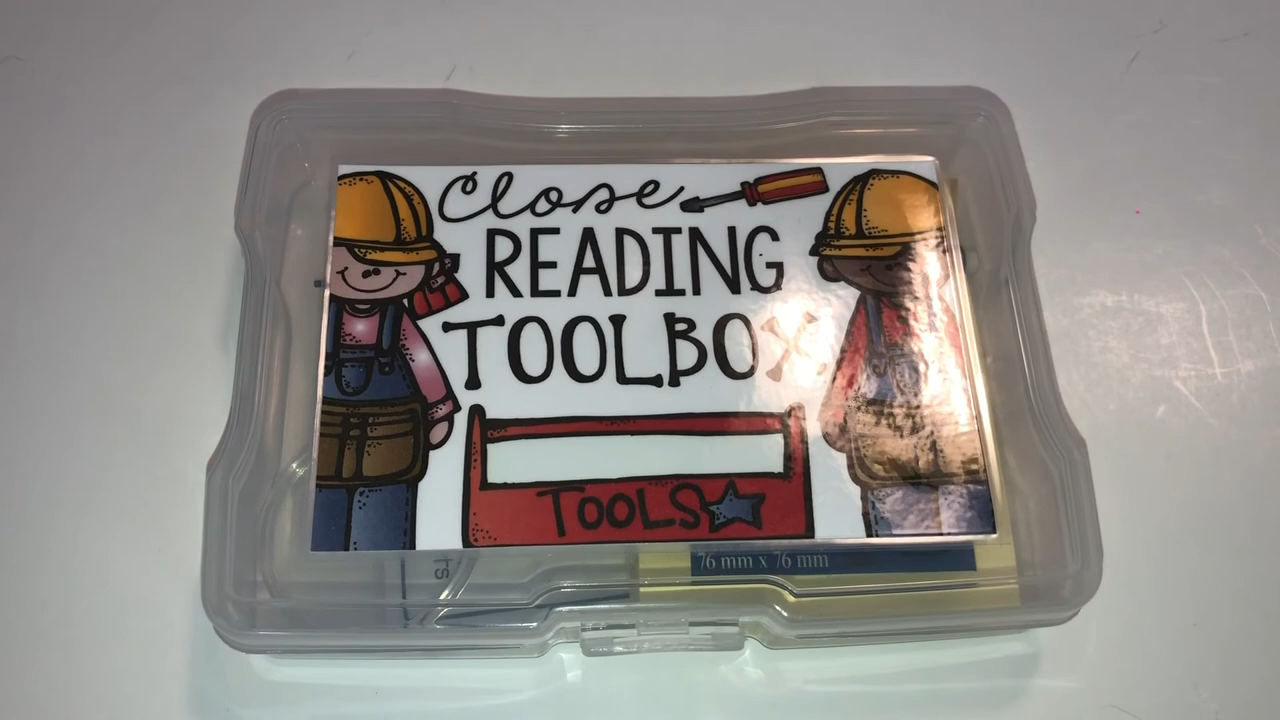 Close
READING
TOOLBOX
TOOLS
76 mm x 76 mm